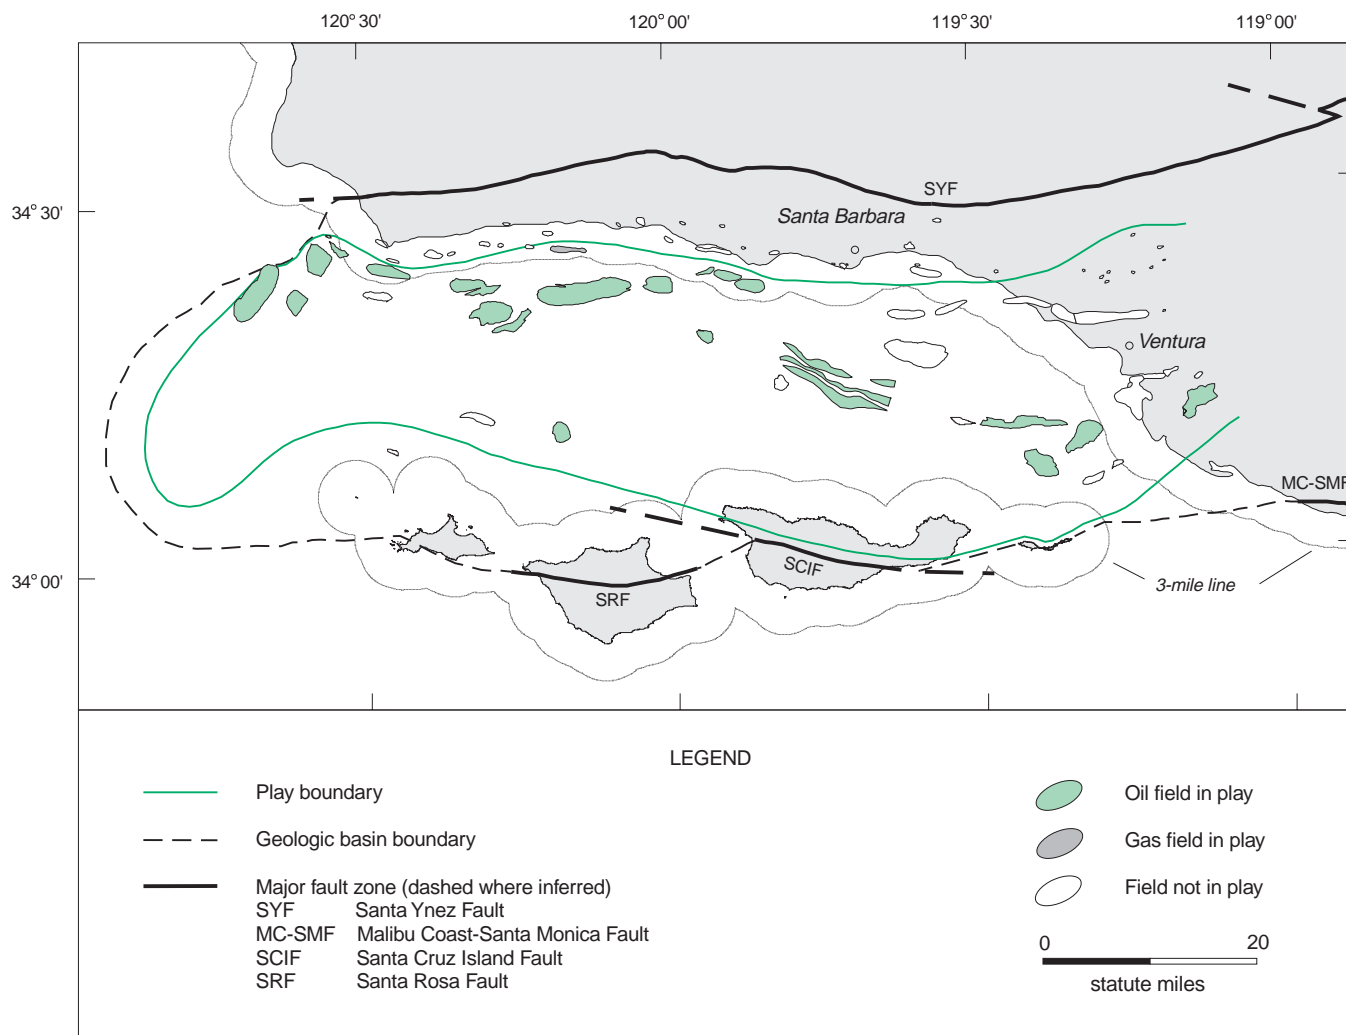 120° 30' 120° 00' 119° 30' 119° 00'
SYF
34° 30'
Santa Barbara
Ventura
MC-SMF
SCIF
34° 00'
3-mile line
SRF
LEGEND
Play boundary
Geologic basin boundary
Major fault zone (dashed where inferred)
SYF Santa Ynez Fault
MC-SMF Malibu Coast-Santa Monica Fault
SCIF Santa Cruz Island Fault
SRF Santa Rosa Fault
Oil field in play
Gas field in play
Field not in play
0 20
statute miles